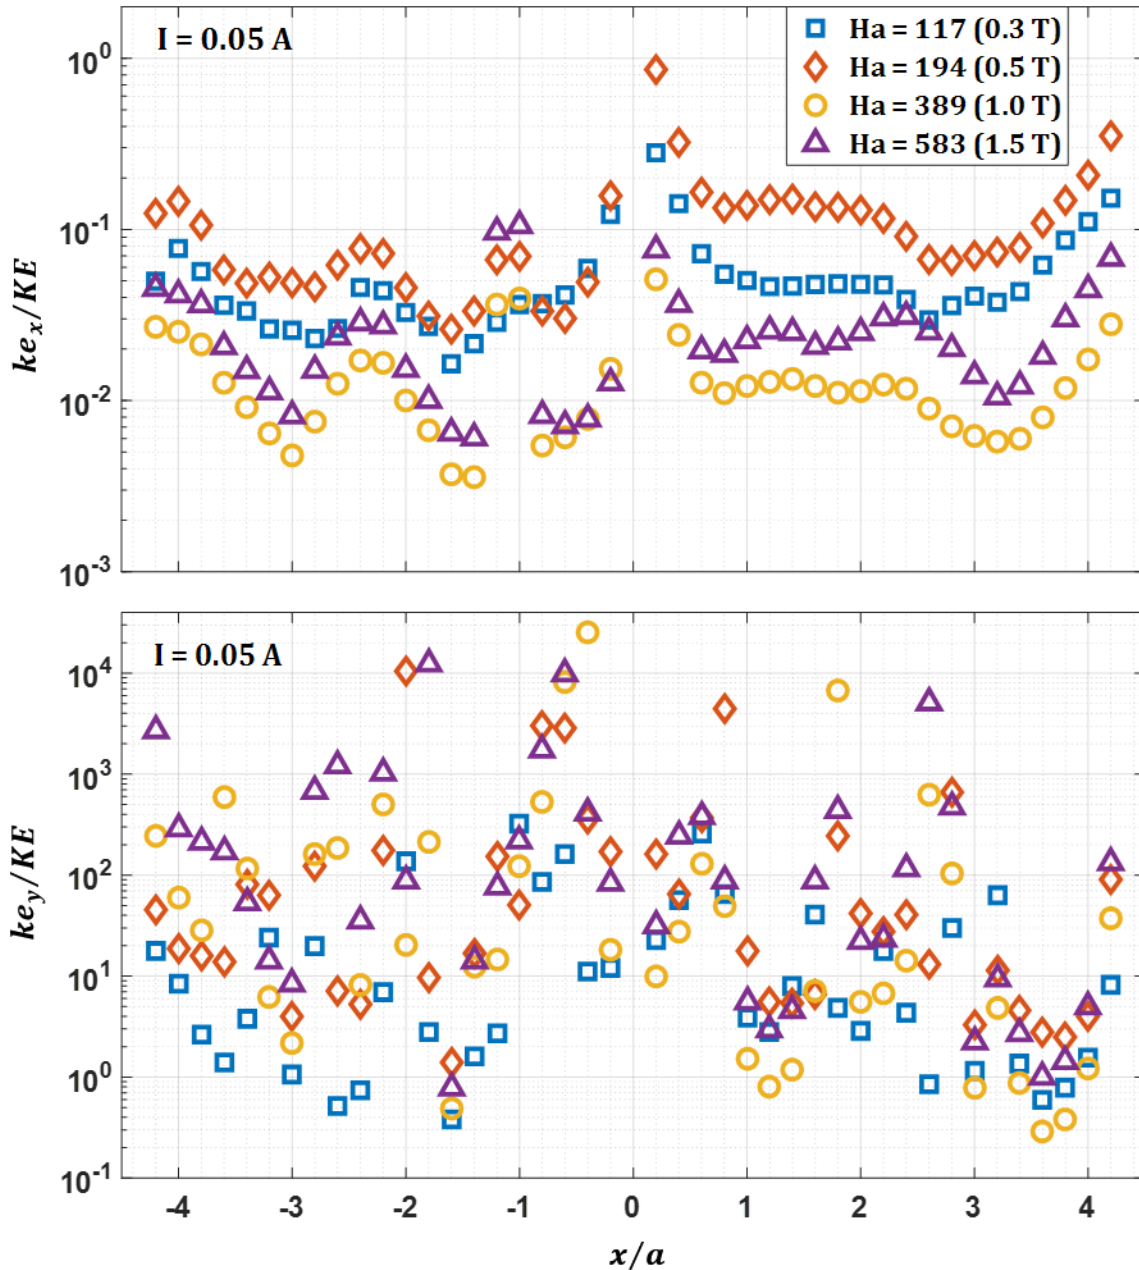 I = 0.05 A
Ha = 117 (0.3 T)
Ha = 194 (0.5 T)
Ha = 389 (1.0 T)
Ha = 583 (1.5 T)
10^0
10^-1
10^-2
10^-3
ke_x/KE
I = 0.05 A
10^4
10^3
10^2
10^1
10^0
10^-1
ke_y/KE
-4 -3 -2 -1 0 1 2 3 4
x/a